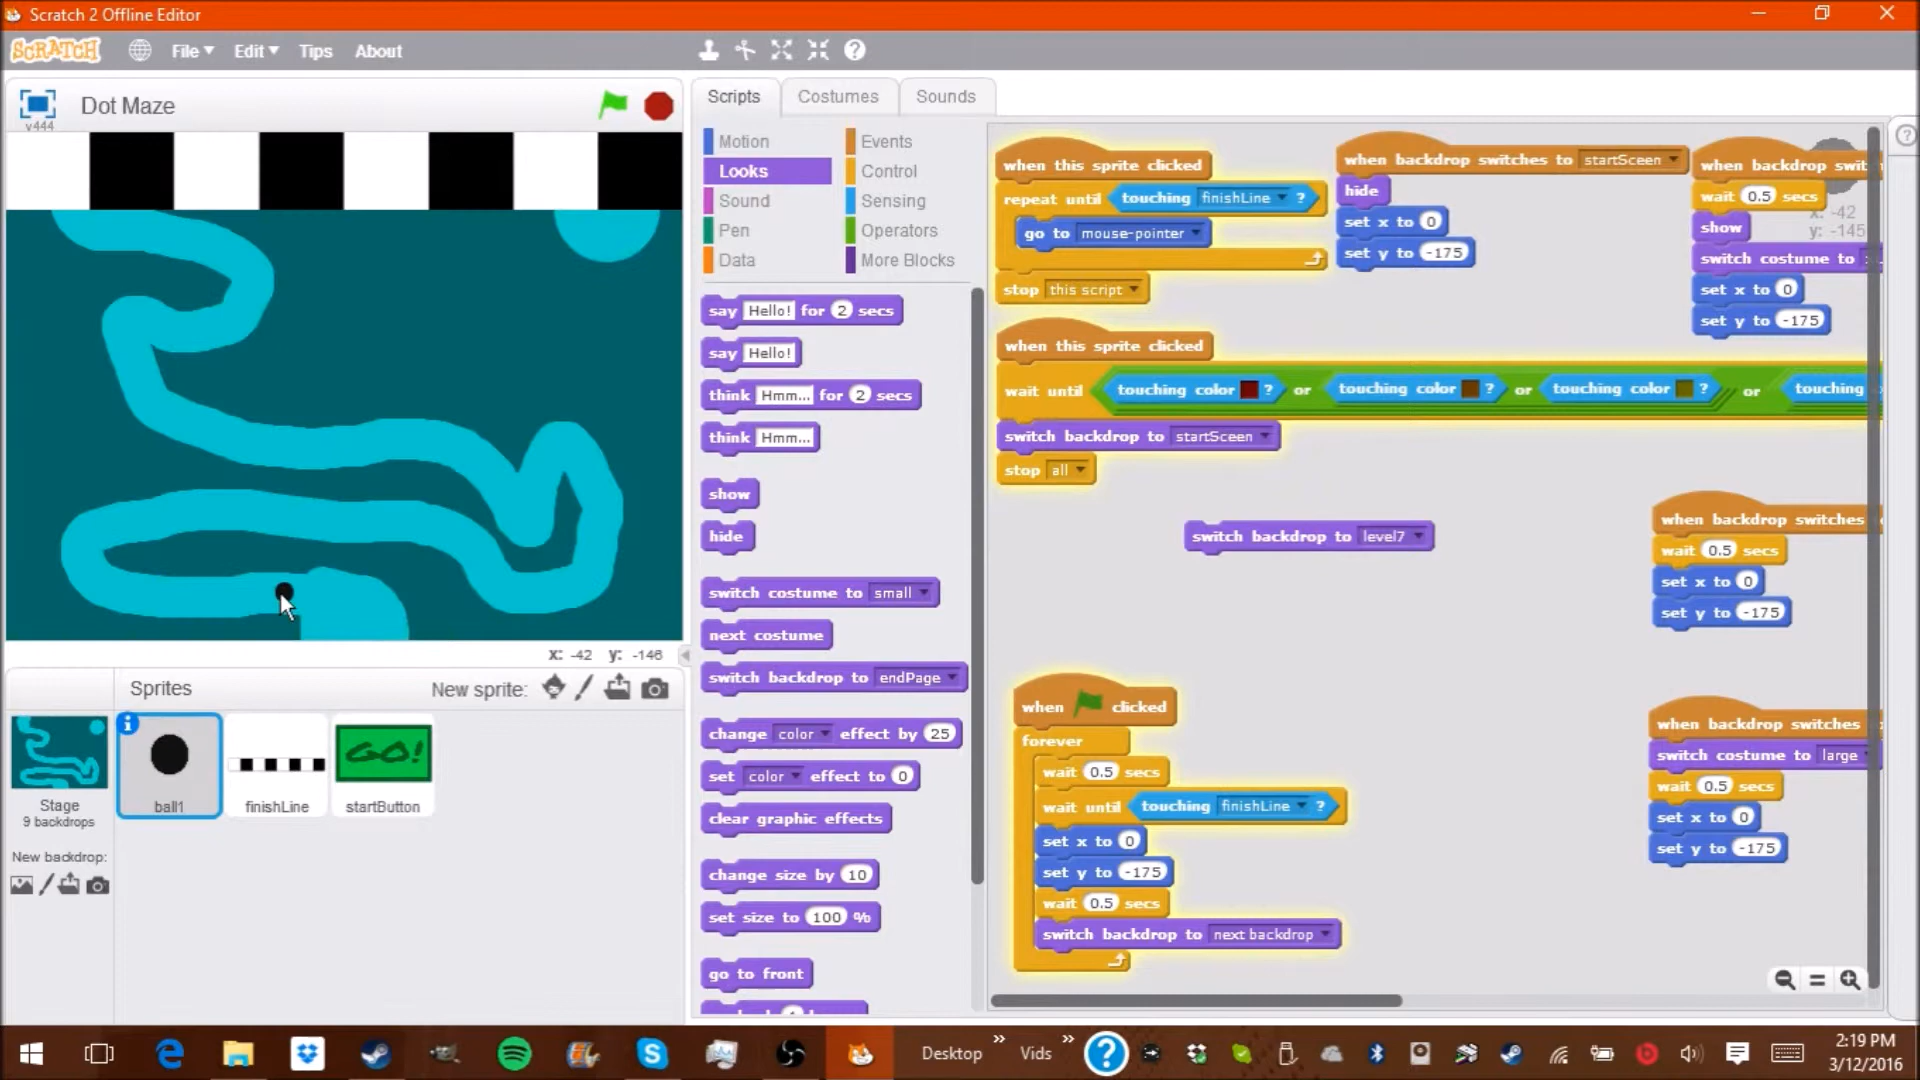 Scratch 2 Offline Editor
SCRATCH File Edit Tips About
v444 Dot Maze
Scripts Costumes Sounds
Motion Events
Looks Control
Sound Sensing
Pen Operators
Data More Blocks
say Hello! for 2 secs
say Hello!
think Hmm... for 2 secs
think Hmm...
show
hide
switch costume to small
next costume
switch backdrop to endPage
change color effect by 25
set color effect to 0
clear graphic effects
change size by 10
set size to 100 %
go to front
when this sprite clicked
repeat until touching finishLine ?
go to mouse-pointer
stop this script
when backdrop switches to startSceen
hide
set x to 0
set y to -175
when backdrop swit
wait 0.5 secs
show
switch costume to
set x to 0
set y to -175
x: -42
y: -145
when this sprite clicked
wait until touching color ? or touching color ? or touching color ? or touching
switch backdrop to startSceen
stop all
switch backdrop to level7
when backdrop switches
wait 0.5 secs
set x to 0
set y to -175
when clicked
forever
wait 0.5 secs
wait until touching finishLine ?
set x to 0
set y to -175
wait 0.5 secs
switch backdrop to next backdrop
when backdrop switches
switch costume to large
wait 0.5 secs
set x to 0
set y to -175
x: -42 y: -146
Sprites New sprite:
GO!
Stage
9 backdrops
ball1 finishLine startButton
New backdrop:
Desktop Vids
2:19 PM
3/12/2016